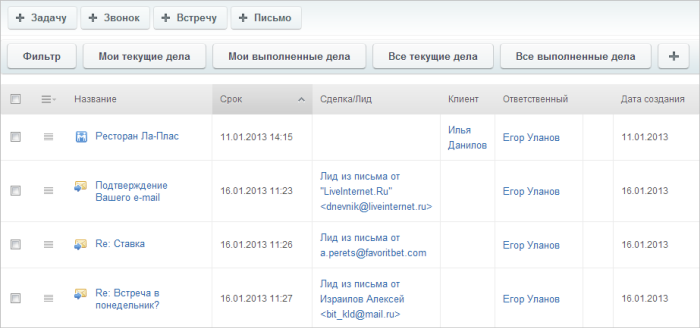 Задачу Звонок Встречу Письмо
Фильтр Мои текущие дела Мои выполненные дела Все текущие дела Все выполненные дела
Название Срок Сделка/Лид Клиент Ответственный Дата создания
Ресторан Ла-Плас 11.01.2013 14:15 Илья Данилов Егор Уланов 11.01.2013
Подтверждение
Вашего e-mail
16.01.2013 11:23
Лид из письма от
"LiveInternet.Ru"
<dnevnik@liveinternet.ru>
Егор Уланов
16.01.2013
Re: Ставка
16.01.2013 11:26
Лид из письма от
a.perets@favoritbet.com
Егор Уланов
16.01.2013
Re: Встреча в
понедельник?
16.01.2013 11:27
Лид из письма от
Израилов Алексей
<bit_kld@mail.ru>
Егор Уланов
16.01.2013